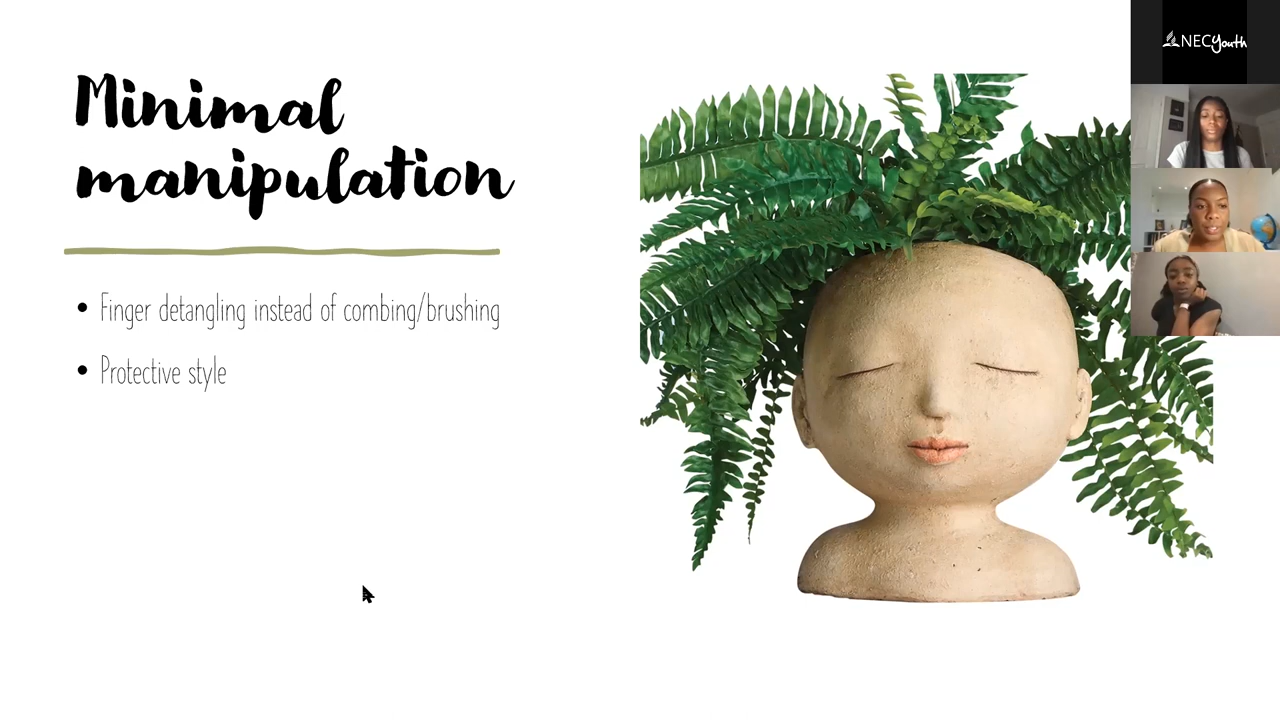 Minimal
manipulation
• Finger detangling instead of combing/brushing
• Protective style
NECYouth